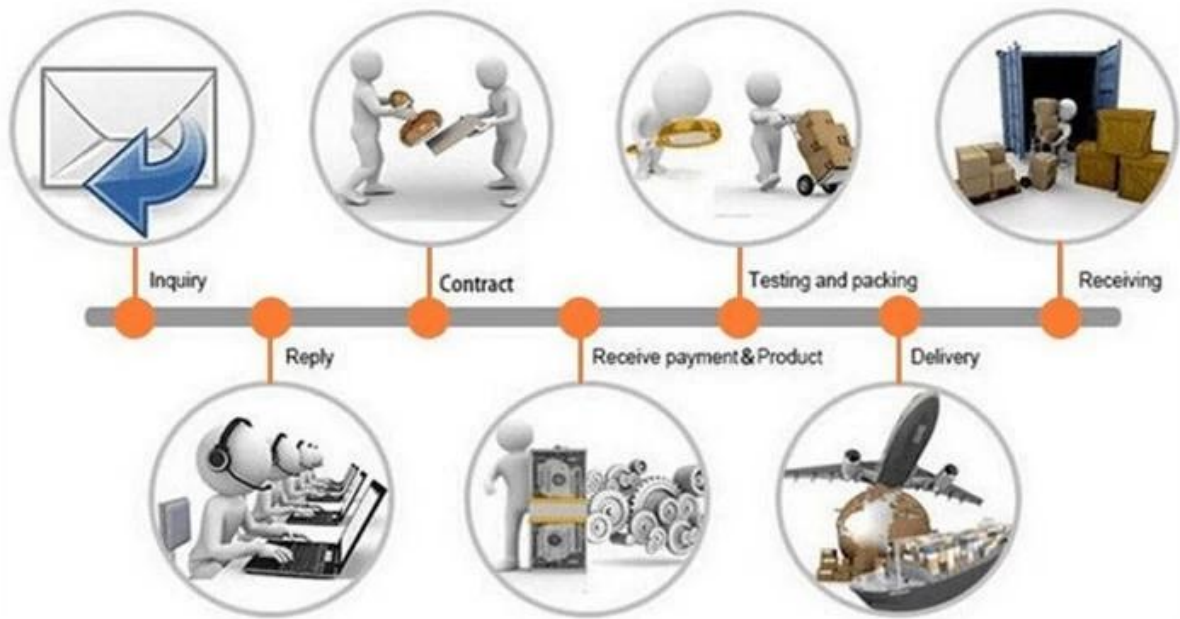 Inquiry
Contract
Testing and packing
Receiving
Reply
Receive payment&Product
Delivery